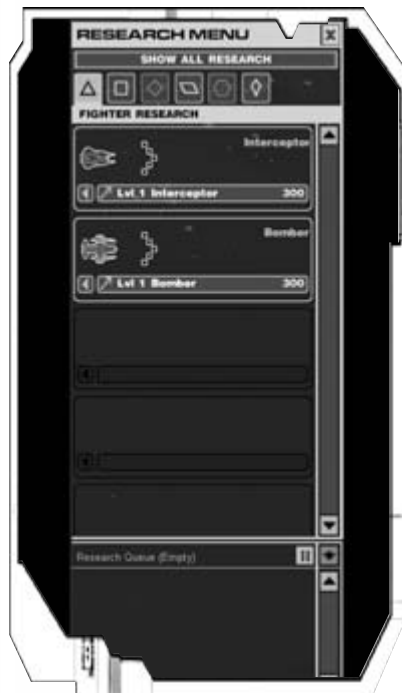 RESEARCH MENU X
SHOW ALL RESEARCH
FIGHTER RESEARCH
Interceptor
Lvl 1 Interceptor 300
Bomber
Lvl 1 Bomber 300
Research Queue (Empty)